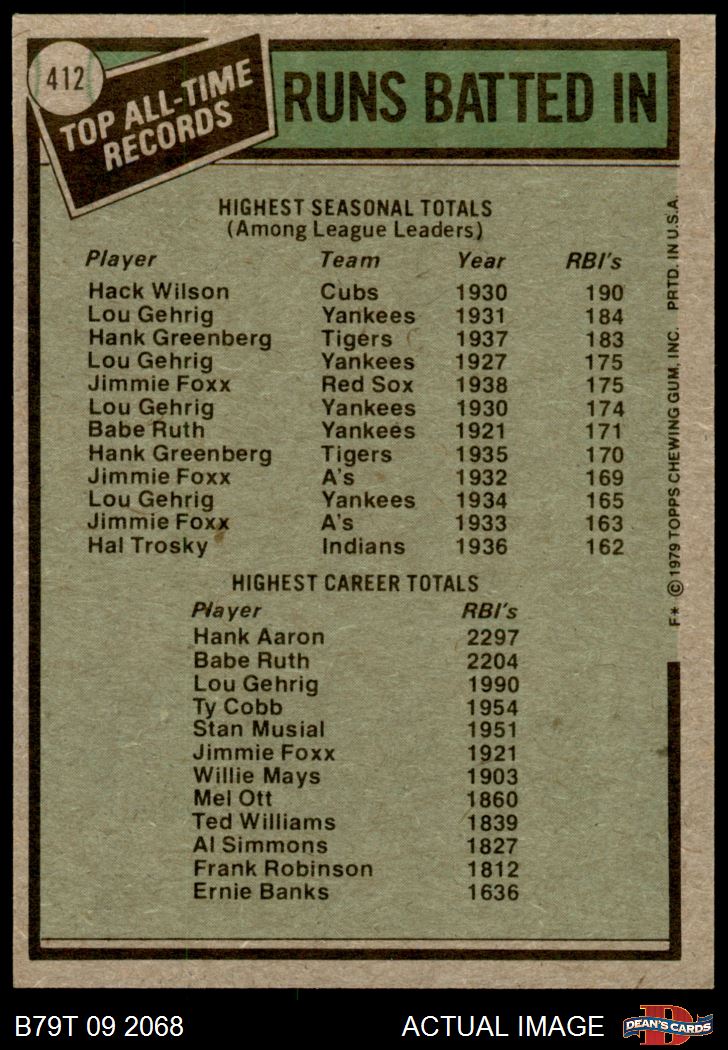 412
TOP ALL-TIME
RECORDS
RUNS BATTED IN
HIGHEST SEASONAL TOTALS
(Among League Leaders)
Player Team Year RBI's
Hack Wilson Cubs 1930 190
Lou Gehrig Yankees 1931 184
Hank Greenberg Tigers 1937 183
Lou Gehrig Yankees 1927 175
Jimmie Foxx Red Sox 1938 175
Lou Gehrig Yankees 1930 174
Babe Ruth Yankees 1921 171
Hank Greenberg Tigers 1935 170
Jimmie Foxx A's 1932 169
Lou Gehrig Yankees 1934 165
Jimmie Foxx A's 1933 163
Hal Trosky Indians 1936 162
HIGHEST CAREER TOTALS
Player RBI's
Hank Aaron 2297
Babe Ruth 2204
Lou Gehrig 1990
Ty Cobb 1954
Stan Musial 1951
Jimmie Foxx 1921
Willie Mays 1903
Mel Ott 1860
Ted Williams 1839
Al Simmons 1827
Frank Robinson 1812
Ernie Banks 1636
F* © 1979 TOPPS CHEWING GUM, INC. PRTD. IN U.S.A.
B79T 09 2068 ACTUAL IMAGE
D
DEAN'S CARDS